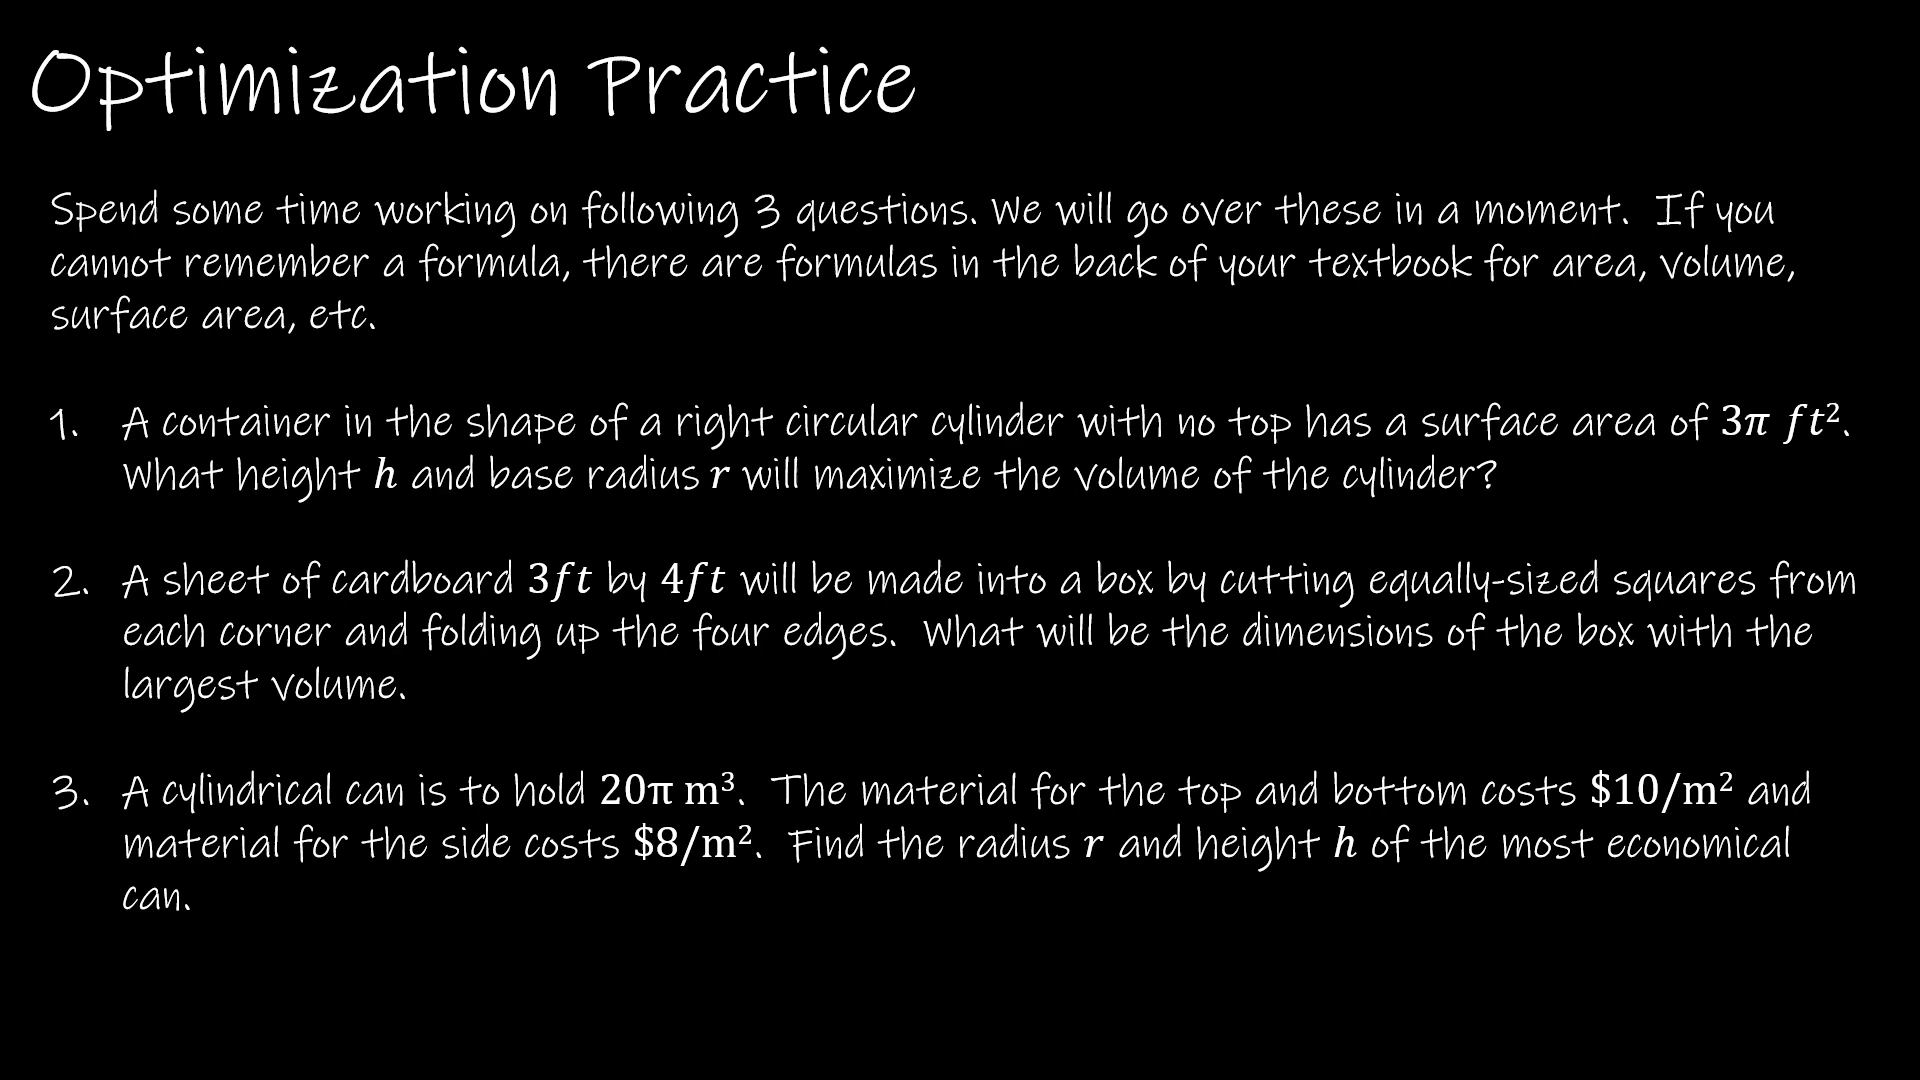 Optimization Practice
Spend some time working on following 3 questions. We will go over these in a moment.  If you
cannot remember a formula, there are formulas in the back of your textbook for area, volume,
surface area, etc.
1. A container in the shape of a right circular cylinder with no top has a surface area of 3π ft².
What height h and base radius r will maximize the volume of the cylinder?
2. A sheet of cardboard 3ft by 4ft will be made into a box by cutting equally-sized squares from
each corner and folding up the four edges.  What will be the dimensions of the box with the
largest volume.
3. A cylindrical can is to hold 20π m³.  The material for the top and bottom costs $10/m² and
material for the side costs $8/m².  Find the radius r and height h of the most economical
can.